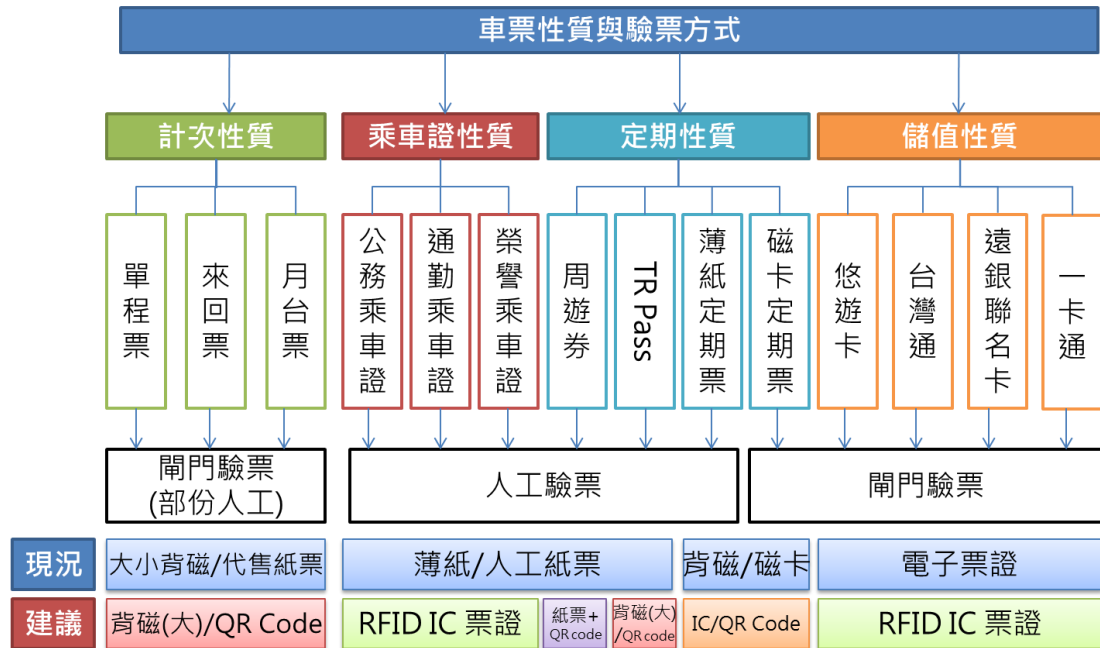 車票性質與驗票方式
計次性質
乘車證性質
定期性質
儲值性質
單程票
來回票
月台票
公務乘車證
通勤乘車證
榮譽乘車證
周遊券
TR Pass
薄紙定期票
磁卡定期票
悠遊卡
台灣通
遠銀聯名卡
一卡通
閘門驗票
(部份人工)
人工驗票
閘門驗票
現況
大小背磁/代售紙票
薄紙/人工紙票
背磁/磁卡
電子票證
建議
背磁(大)/QR Code
RFID IC 票證
紙票+
QR code
背磁(大)
/QR code
IC/QR Code
RFID IC 票證